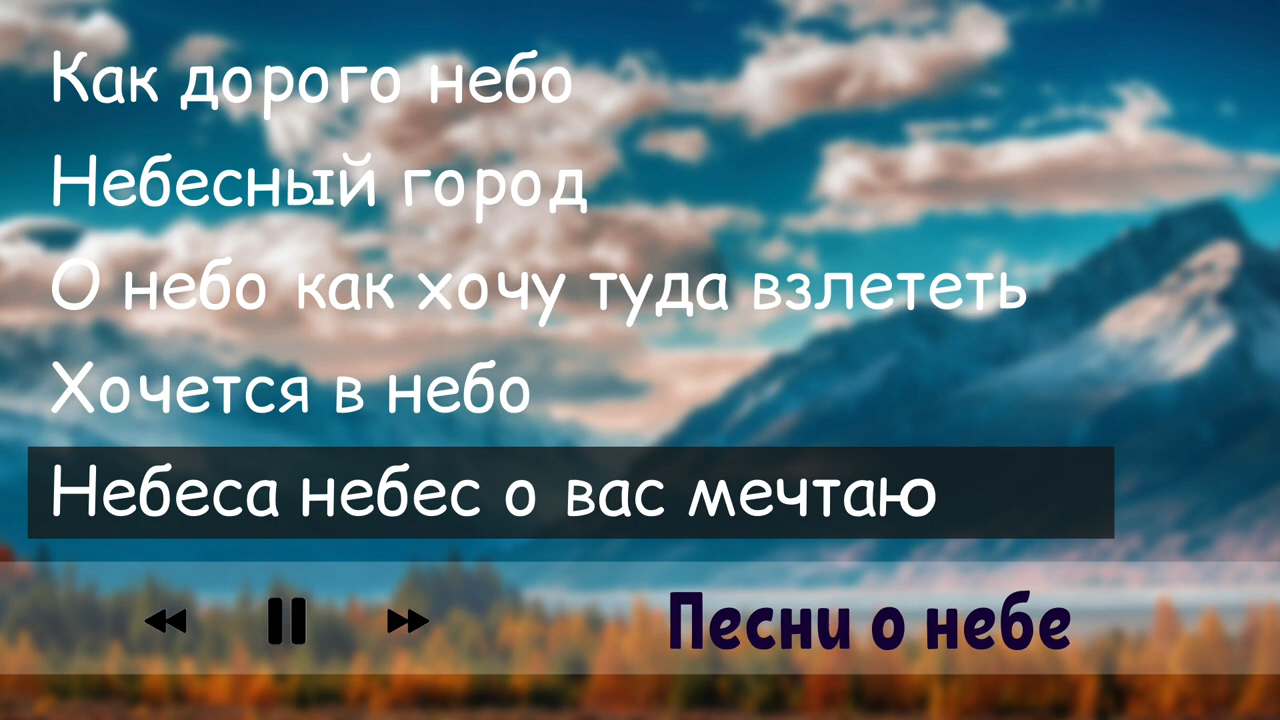 Как дорого небо
Небесный город
О небо как хочу туда взлететь
Хочется в небо
Небеса небес о вас мечтаю
Песни о небе